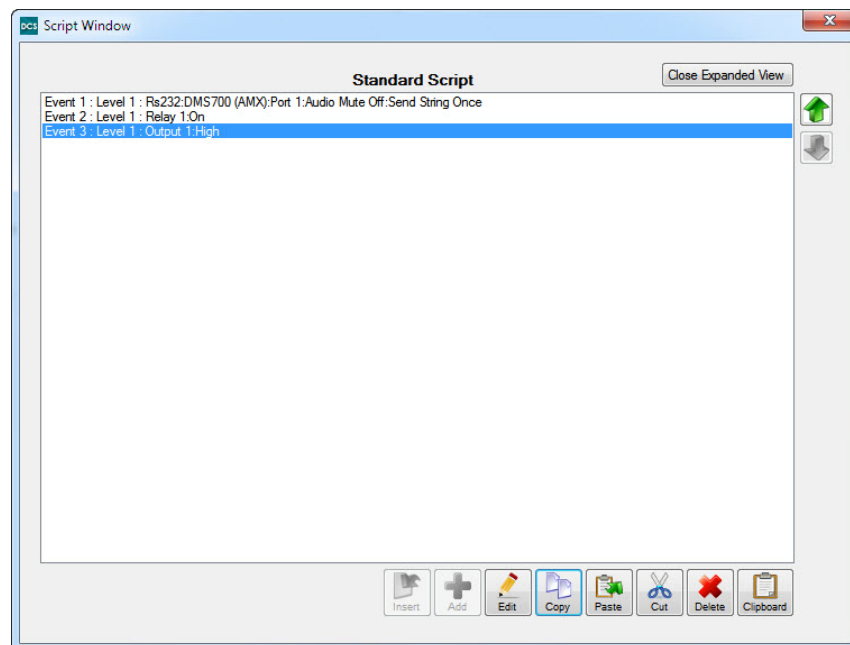 DCS Script Window
Standard Script
Close Expanded View
Event 1 : Level 1 : Rs232:DMS700 (AMX):Port 1:Audio Mute Off:Send String Once
Event 2 : Level 1 : Relay 1:On
Event 3 : Level 1 : Output 1:High
Insert Add Edit Copy Paste Cut Delete Clipboard